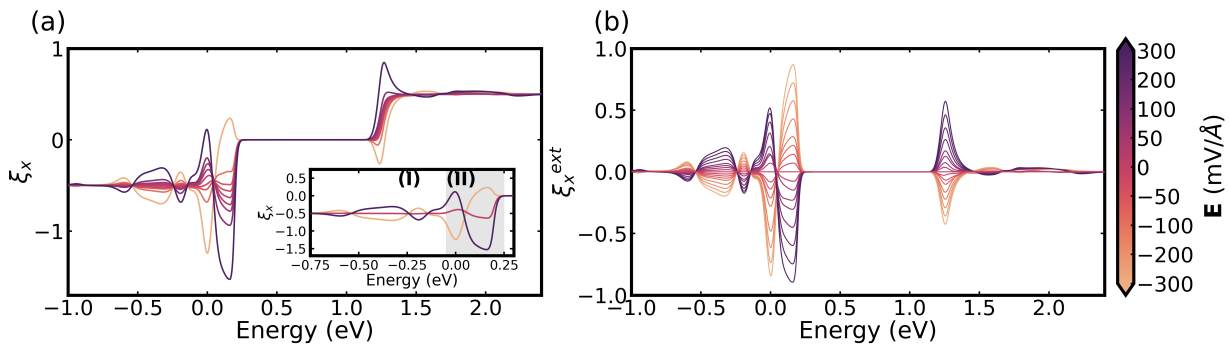 (a)
1
0
−1
ξx
−1.0 −0.5 0.0 0.5 1.0 1.5 2.0
Energy (eV)
(I) (II)
0.5
0.0
−0.5
−1.0
−1.5
ξx
−0.75 −0.50 −0.25 0.00 0.25
Energy (eV)
(b)
1.0
0.5
0.0
−0.5
−1.0
ξx^ext
−1.0 −0.5 0.0 0.5 1.0 1.5 2.0
Energy (eV)
300
200
100
50
0
−50
−100
−200
−300
E (mV/Å)